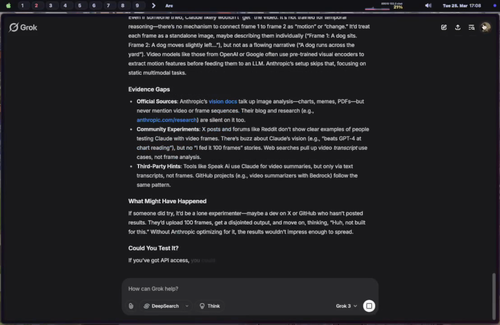 1 2 3 4 5 6 7 8 9 > Arc
21%
Tue 25. Mar 17:08
Grok
Even if someone tried, Claude likely wouldn't "get" the video. It's not trained for temporal
reasoning—there's no mechanism to connect frame 1 to frame 2 as "motion" or "change." It'd treat
each frame as a standalone image, maybe describing them individually ("Frame 1: A dog sits.
Frame 2: A dog moves slightly left..."), but not as a flowing narrative ("A dog runs across the
yard"). Video models like those from OpenAI or Google often use pre-trained visual encoders to
extract motion features before feeding them to an LLM. Anthropic's setup skips that, focusing on
static multimodal tasks.
Evidence Gaps
• Official Sources: Anthropic's vision docs talk up image analysis—charts, memes, PDFs—but
never mention video or frame sequences. Their blog and research (e.g.,
anthropic.com/research) are silent on it too.
• Community Experiments: X posts and forums like Reddit don't show clear examples of people
testing Claude with video frames. There's buzz about Claude's vision (e.g., "beats GPT-4 at
chart reading"), but no "I fed it 100 frames" stories. Web searches pull up video transcript use
cases, not frame analysis.
• Third-Party Hints: Tools like Speak AI use Claude for video summaries, but only via text
transcripts, not frames. GitHub projects (e.g., video summarizers with Bedrock) follow the
same pattern.
What Might Have Happened
If someone did try, it'd be a lone experimenter—maybe a dev on X or GitHub who hasn't posted
results. They'd upload 100 frames, get a disjointed output, and move on, thinking, "Huh, not built
for this." Without Anthropic optimizing for it, the results wouldn't impress enough to spread.
Could You Test It?
If you've got API access,
How can Grok help?
DeepSearch Think Grok 3